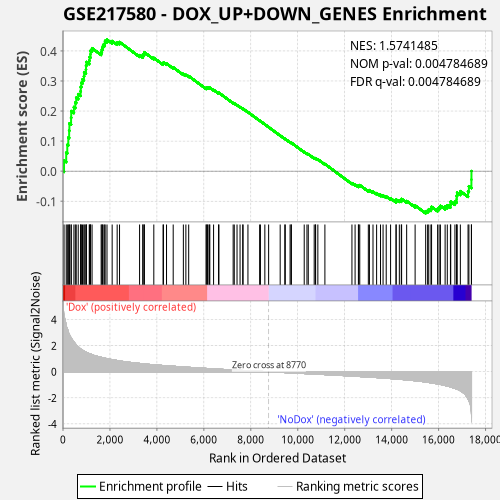 GSE217580 - DOX_UP+DOWN_GENES Enrichment
NES: 1.5741485
NOM p-val: 0.004784689
FDR q-val: 0.004784689
Enrichment score (ES)
0.4
0.3
0.2
0.1
0.0
-0.1
'Dox' (positively correlated)
Zero cross at 8770
'NoDox' (negatively correlated)
Ranked list metric (Signal2Noise)
4
2
0
-2
-4
0 2,000 4,000 6,000 8,000 10,000 12,000 14,000 16,000 18,000
Rank in Ordered Dataset
Enrichment profile Hits Ranking metric scores